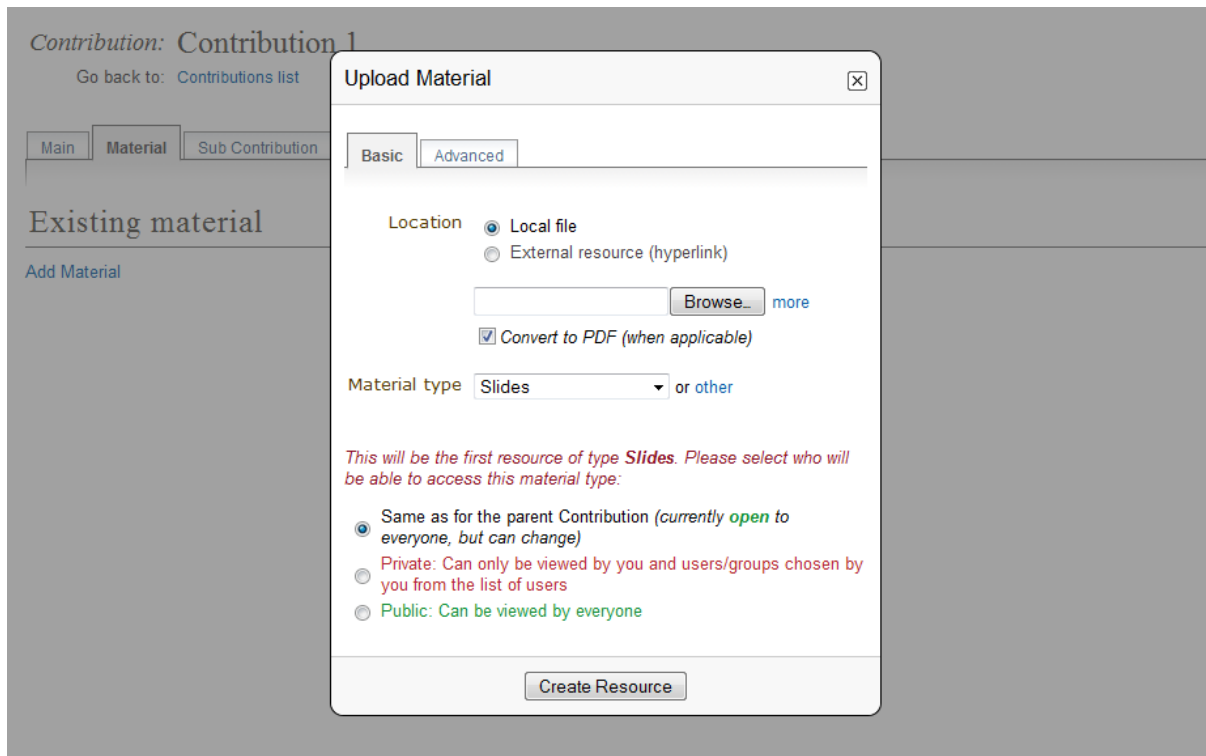 Contribution: Contribution 1
Go back to: Contributions list
Main Material Sub Contribution
Existing material
Add Material
Upload Material
Basic Advanced
Location Local file
External resource (hyperlink)
Browse... more
Convert to PDF (when applicable)
Material type Slides or other
This will be the first resource of type Slides. Please select who will
be able to access this material type:
Same as for the parent Contribution (currently open to
everyone, but can change)
Private: Can only be viewed by you and users/groups chosen by
you from the list of users
Public: Can be viewed by everyone
Create Resource